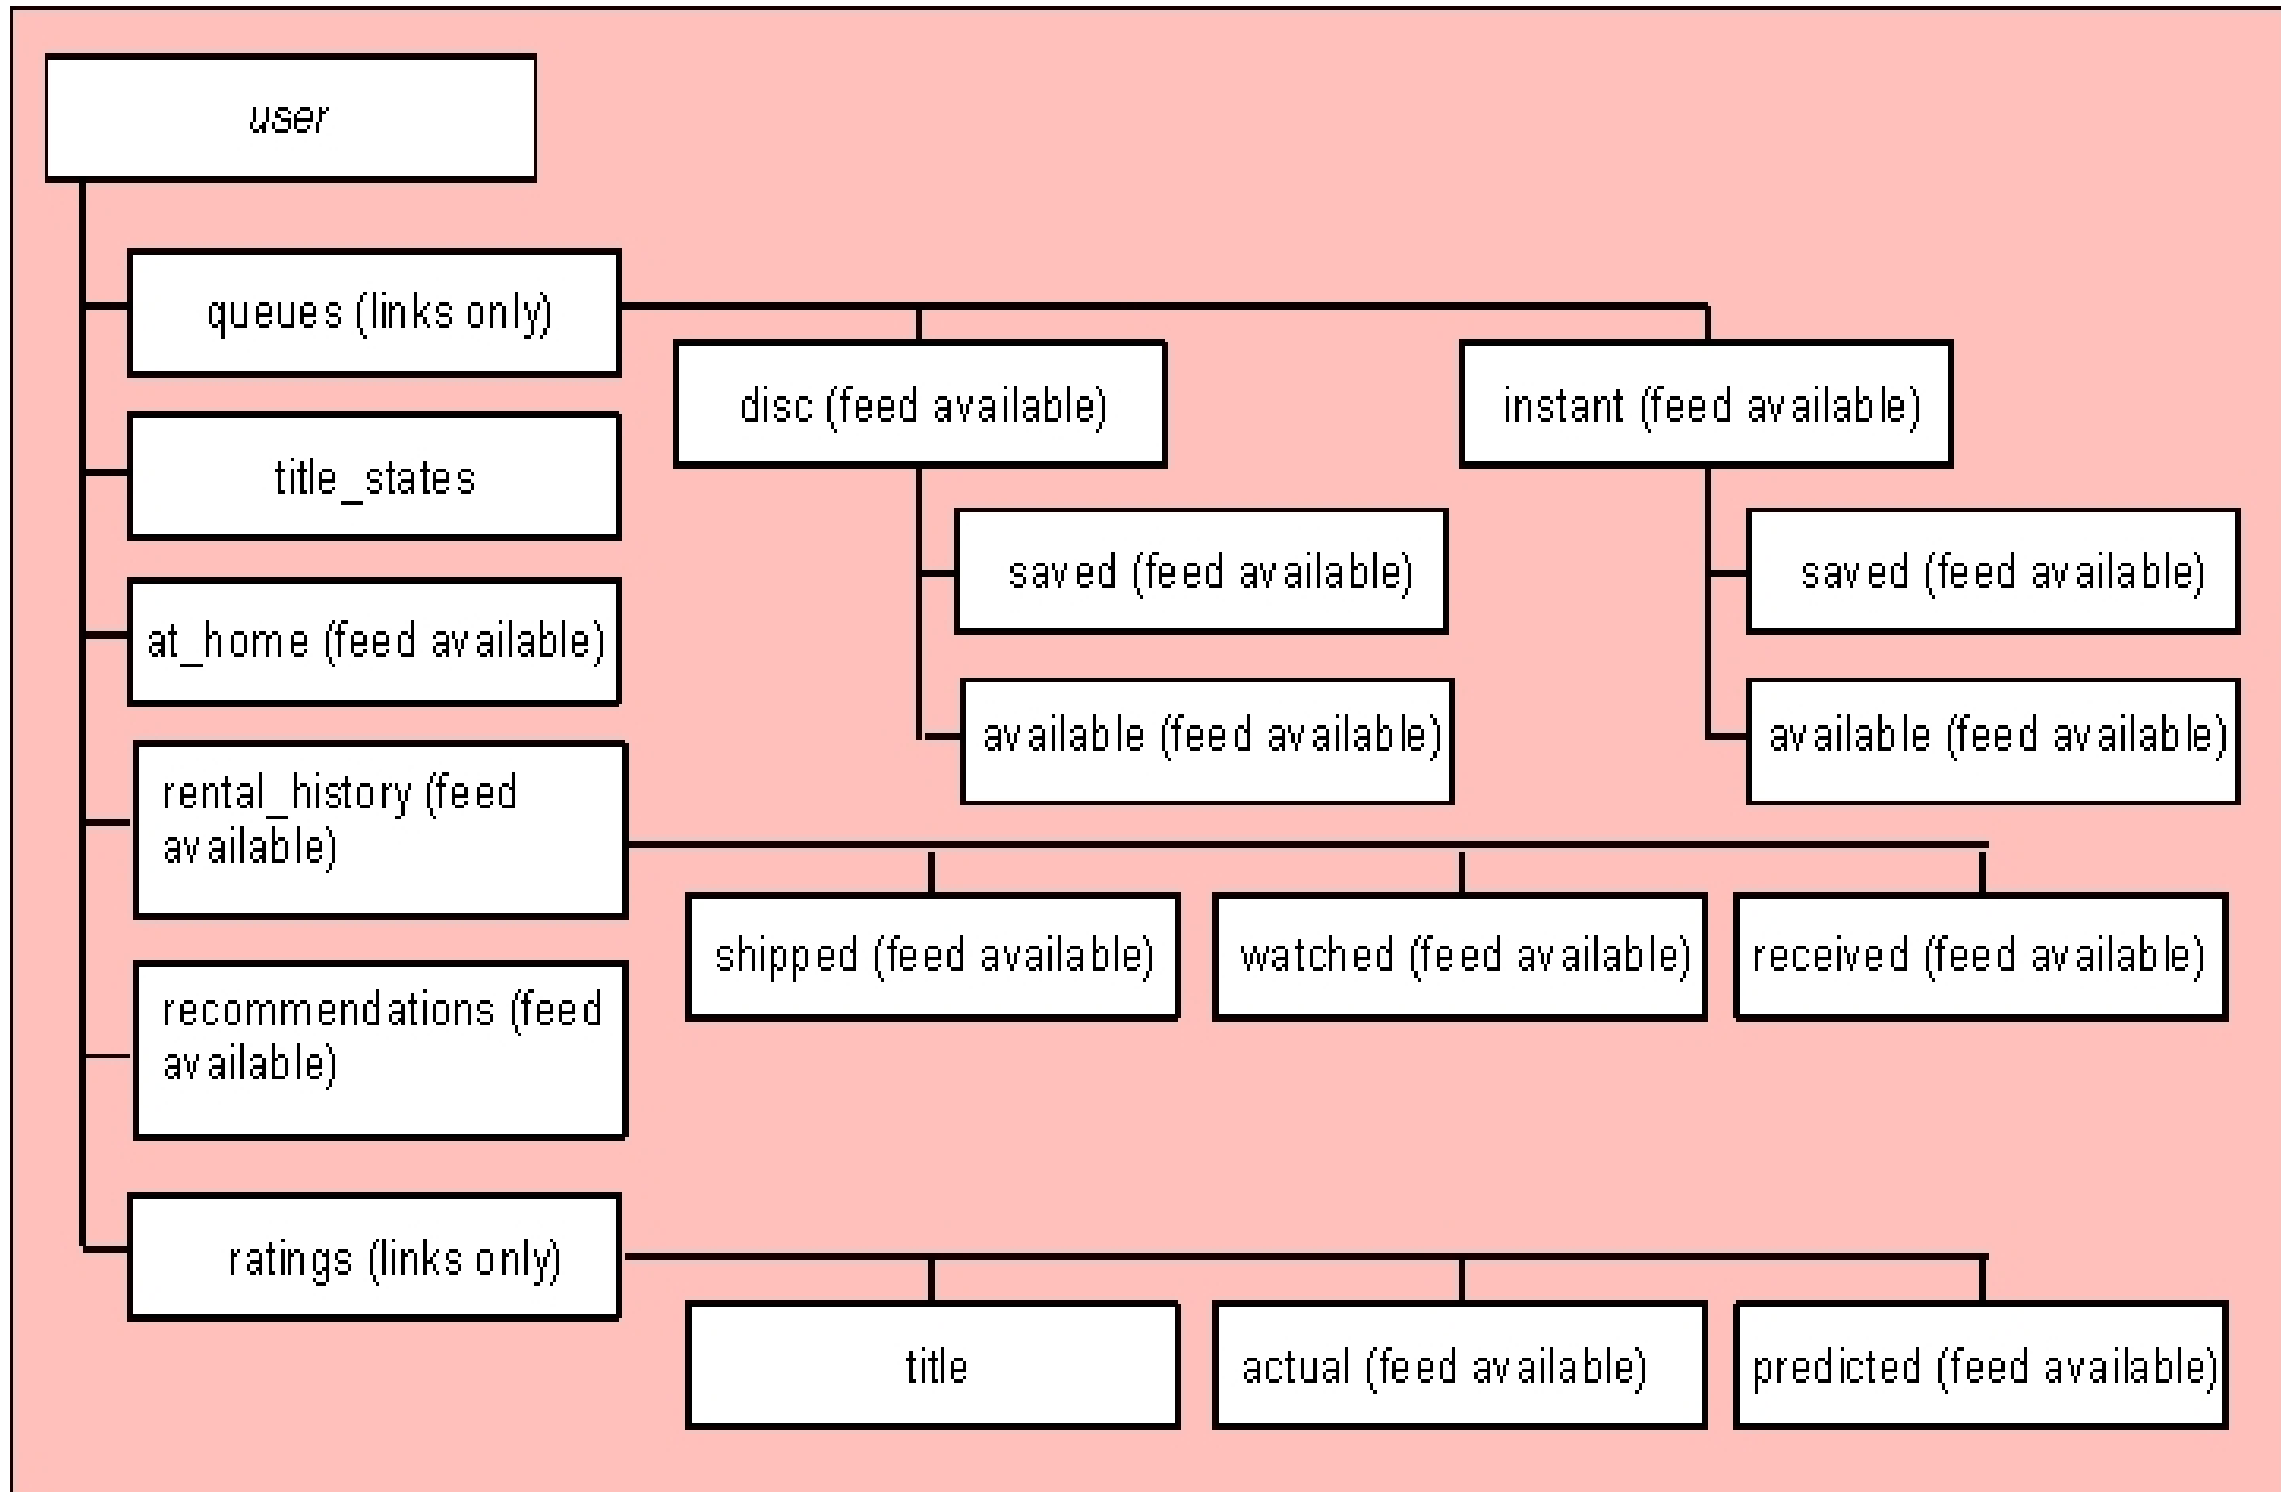 user
queues (links only)
disc (feed available)
instant (feed available)
title_states
saved (feed available)
saved (feed available)
at_home (feed available)
available (feed available)
available (feed available)
rental_history (feed
available)
shipped (feed available)
watched (feed available)
received (feed available)
recommendations (feed
available)
ratings (links only)
title
actual (feed available)
predicted (feed available)